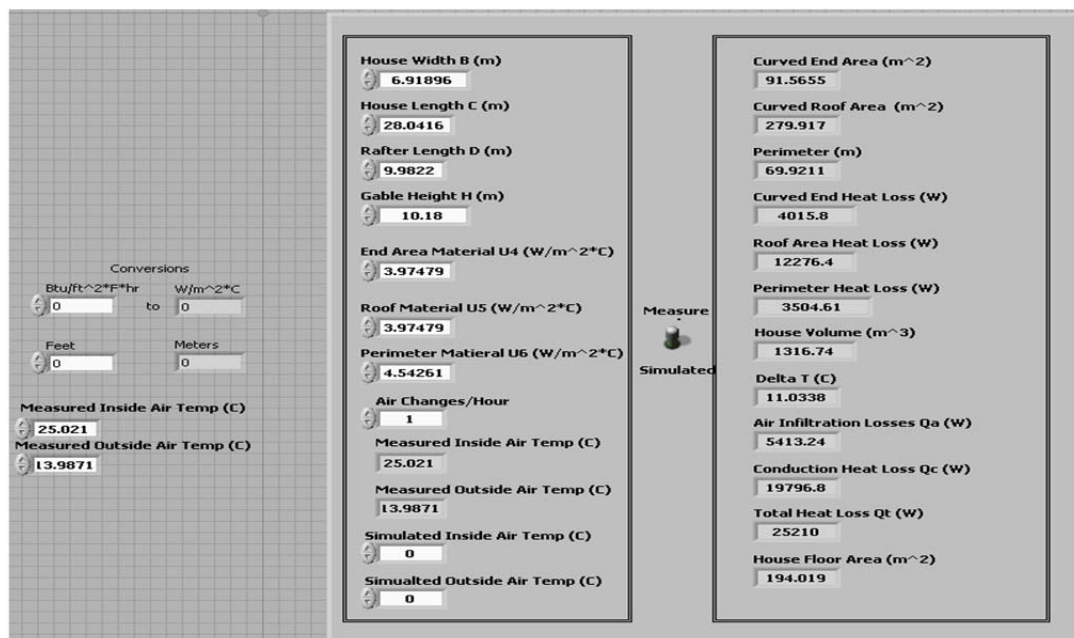 Conversions
Btu/ft^2*F*hr
to
W/m^2*C
0
0
Feet
Meters
0
0
Measured Inside Air Temp (C)
25.021
Measured Outside Air Temp (C)
13.9871
House Width B (m)
6.91896
House Length C (m)
28.0416
Rafter Length D (m)
9.9822
Gable Height H (m)
10.18
End Area Material U4 (W/m^2*C)
3.97479
Roof Material U5 (W/m^2*C)
3.97479
Perimeter Matieral U6 (W/m^2*C)
4.54261
Air Changes/Hour
1
Measured Inside Air Temp (C)
25.021
Measured Outside Air Temp (C)
13.9871
Simulated Inside Air Temp (C)
0
Simualted Outside Air Temp (C)
0
Measure
Simulated
Curved End Area (m^2)
91.5655
Curved Roof Area (m^2)
279.917
Perimeter (m)
69.9211
Curved End Heat Loss (W)
4015.8
Roof Area Heat Loss (W)
12276.4
Perimeter Heat Loss (W)
3504.61
House Volume (m^3)
1316.74
Delta T (C)
11.0338
Air Infiltration Losses Qa (W)
5413.24
Conduction Heat Loss Qc (W)
19796.8
Total Heat Loss Qt (W)
25210
House Floor Area (m^2)
194.019